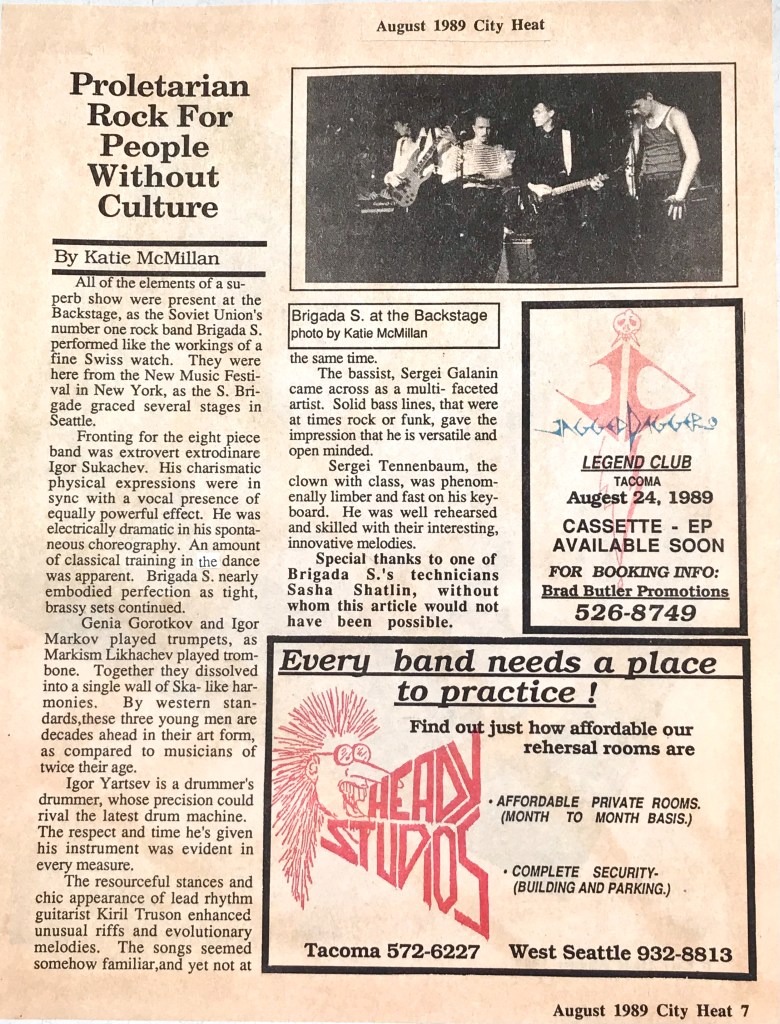 August 1989 City Heat
Proletarian
Rock For
People
Without
Culture
By Katie McMillan
All of the elements of a su-
perb show were present at the
Backstage, as the Soviet Union's
number one rock band Brigada S.
performed like the workings of a
fine Swiss watch. They were
here from the New Music Festi-
val in New York, as the S. Bri-
gade graced several stages in
Seattle.
Fronting for the eight piece
band was extrovert extrodinare
Igor Sukachev. His charismatic
physical expressions were in
sync with a vocal presence of
equally powerful effect. He was
electrically dramatic in his sponta-
neous choreography. An amount
of classical training in the dance
was apparent. Brigada S. nearly
embodied perfection as tight,
brassy sets continued.
Genia Gorotkov and Igor
Markov played trumpets, as
Markism Likhachev played trom-
bone. Together they dissolved
into a single wall of Ska- like har-
monies. By western stan-
dards,these three young men are
decades ahead in their art form,
as compared to musicians of
twice their age.
Igor Yartsev is a drummer's
drummer, whose precision could
rival the latest drum machine.
The respect and time he's given
his instrument was evident in
every measure.
The resourceful stances and
chic appearance of lead rhythm
guitarist Kiril Truson enhanced
unusual riffs and evolutionary
melodies. The songs seemed
somehow familiar,and yet not at
Brigada S. at the Backstage
photo by Katie McMillan
the same time.
The bassist, Sergei Galanin
came across as a multi- faceted
artist. Solid bass lines, that were
at times rock or funk, gave the
impression that he is versatile and
open minded.
Sergei Tennenbaum, the
clown with class, was phenom-
enally limber and fast on his key-
board. He was well rehearsed
and skilled with their interesting,
innovative melodies.
Special thanks to one of
Brigada S.'s technicians
Sasha Shatlin, without
whom this article would not
have been possible.
JAGGED DAGGER
LEGEND CLUB
TACOMA
Augest 24, 1989
CASSETTE - EP
AVAILABLE SOON
FOR BOOKING INFO:
Brad Butler Promotions
526-8749
Every band needs a place
to practice !
Find out just how affordable our
rehersal rooms are
HEADY
STUDIOS
• AFFORDABLE PRIVATE ROOMS.
(MONTH TO MONTH BASIS.)
• COMPLETE SECURITY-
(BUILDING AND PARKING.)
Tacoma 572-6227 West Seattle 932-8813
August 1989 City Heat 7